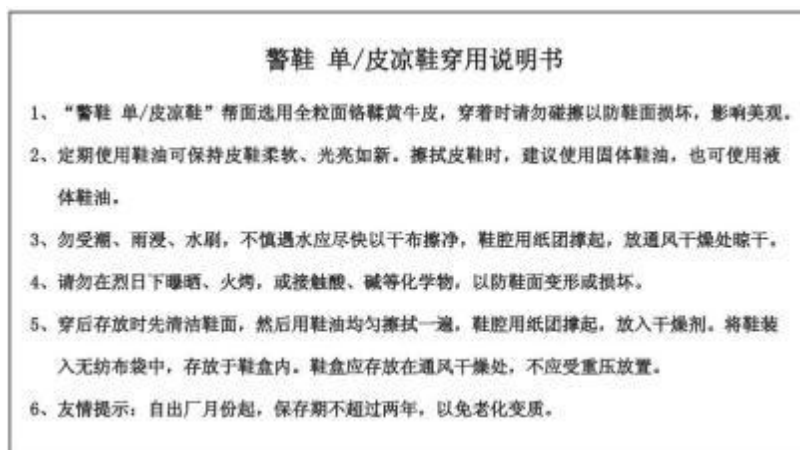 警鞋 单/皮凉鞋穿用说明书
1、“警鞋 单/皮凉鞋”帮面选用全粒面铬鞣黄牛皮，穿着时请勿碰擦以防鞋面损坏，影响美观。
2、定期使用鞋油可保持皮鞋柔软、光亮如新。擦拭皮鞋时，建议使用固体鞋油，也可使用液
体鞋油。
3、勿受潮、雨浸、水刷，不慎遇水应尽快以干布擦净，鞋腔用纸团撑起，放通风干燥处晾干。
4、请勿在烈日下曝晒、火烤，或接触酸、碱等化学物，以防鞋面变形或损坏。
5、穿后存放时先清洁鞋面，然后用鞋油均匀擦拭一遍，鞋腔用纸团撑起，放入干燥剂。将鞋装
入无纺布袋中，存放于鞋盒内。鞋盒应存放在通风干燥处，不应受重压放置。
6、友情提示：自出厂月份起，保存期不超过两年，以免老化变质。